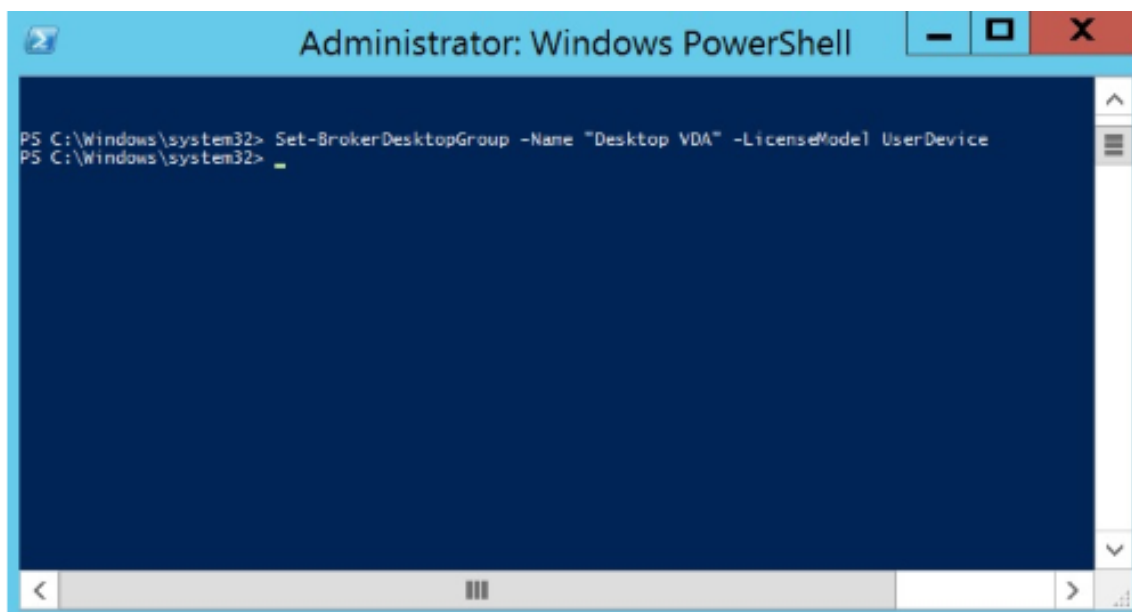 Administrator: Windows PowerShell
PS C:\Windows\system32> Set-BrokerDesktopGroup -Name "Desktop VDA" -LicenseModel UserDevice
PS C:\Windows\system32> _